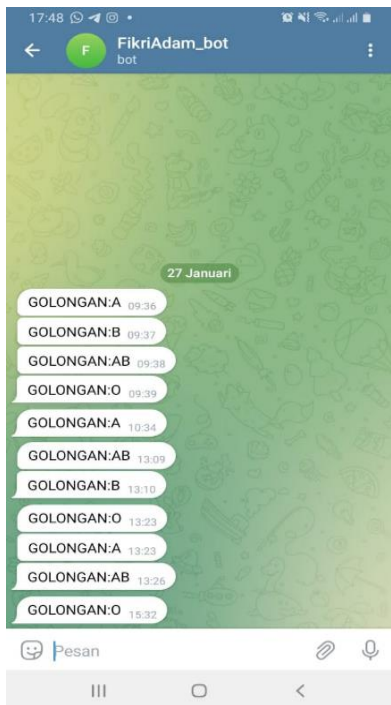 17:48
F
FikriAdam_bot
bot
27 Januari
GOLONGAN:A 09:36
GOLONGAN:B 09:37
GOLONGAN:AB 09:38
GOLONGAN:O 09:39
GOLONGAN:A 10:34
GOLONGAN:AB 13:09
GOLONGAN:B 13:10
GOLONGAN:O 13:23
GOLONGAN:A 13:23
GOLONGAN:AB 13:26
GOLONGAN:O 15:32
Pesan